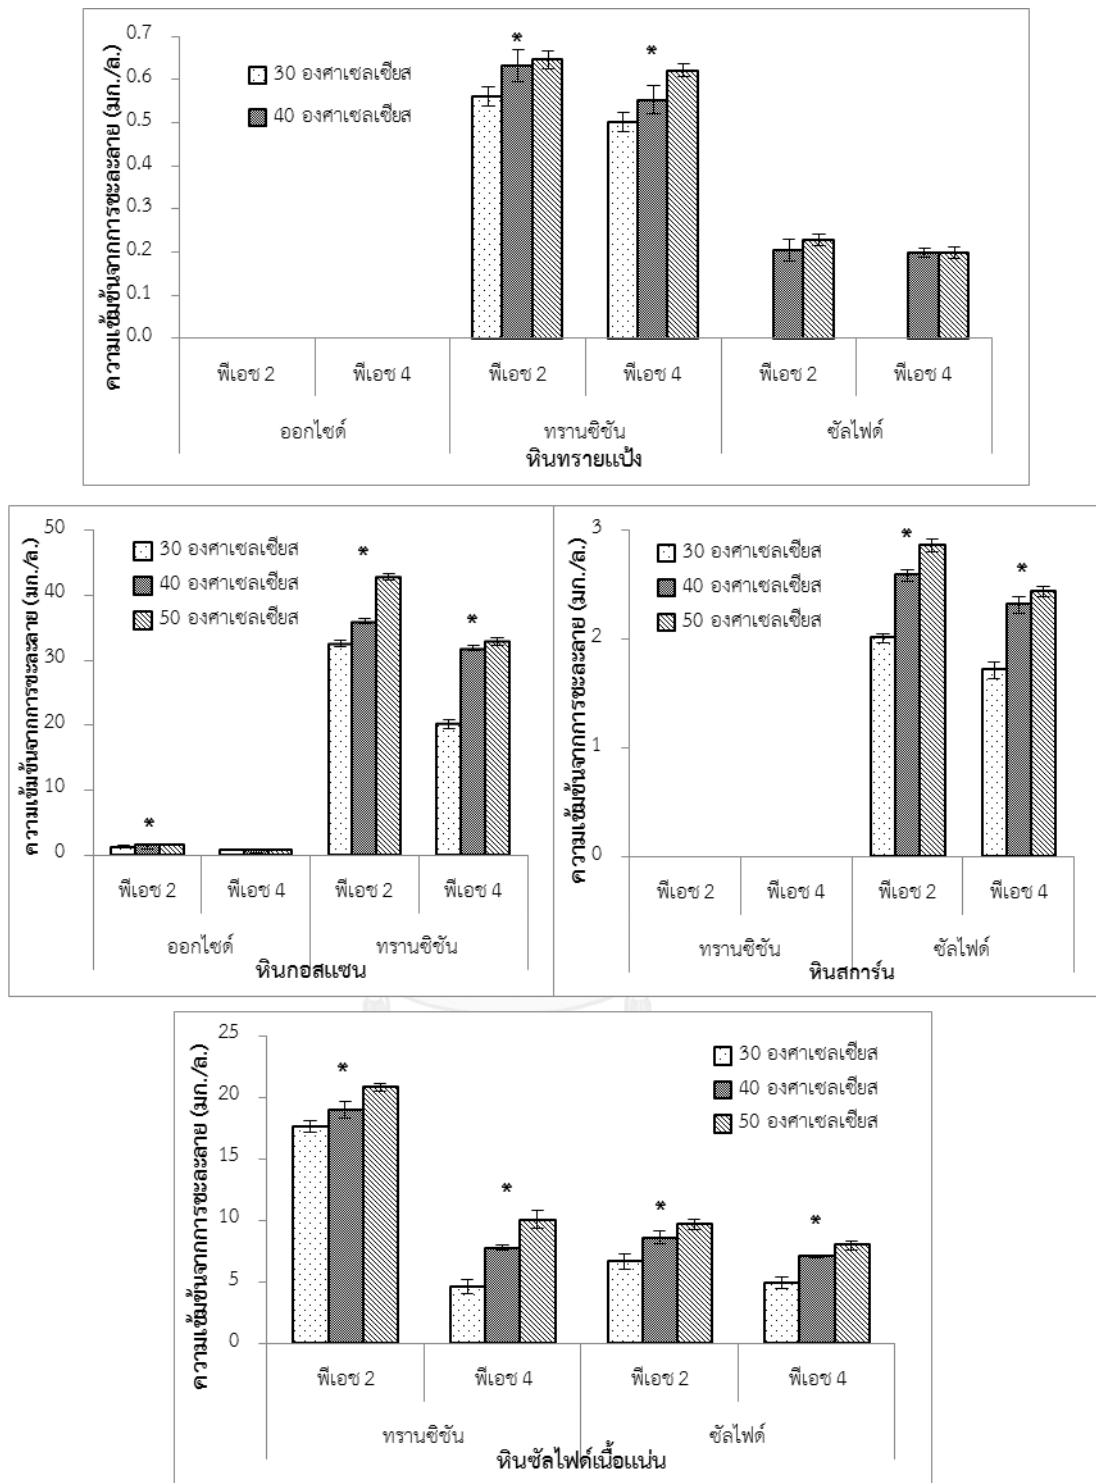 ความเข้มข้นจากการชะละลาย (มก./ล.)
0.7
0.6
0.5
0.4
0.3
0.2
0.1
0.0
30 องศาเซลเซียส
40 องศาเซลเซียส
* *
พีเอช 2 พีเอช 4 พีเอช 2 พีเอช 4 พีเอช 2 พีเอช 4
ออกไซด์ ทรานซิชัน ซัลไฟด์
หินทรายแป้ง
ความเข้มข้นจากการชะละลาย (มก./ล.)
50
40
30
20
10
0
30 องศาเซลเซียส
40 องศาเซลเซียส
50 องศาเซลเซียส
* * *
พีเอช 2 พีเอช 4 พีเอช 2 พีเอช 4
ออกไซด์ ทรานซิชัน
หินกอสแซน
ความเข้มข้นจากการชะละลาย (มก./ล.)
3
2
1
0
30 องศาเซลเซียส
40 องศาเซลเซียส
50 องศาเซลเซียส
* *
พีเอช 2 พีเอช 4 พีเอช 2 พีเอช 4
ทรานซิชัน ซัลไฟด์
หินสการ์น
ความเข้มข้นจากการชะละลาย (มก./ล.)
25
20
15
10
5
0
30 องศาเซลเซียส
40 องศาเซลเซียส
50 องศาเซลเซียส
* * * *
พีเอช 2 พีเอช 4 พีเอช 2 พีเอช 4
ทรานซิชัน ซัลไฟด์
หินซัลไฟด์เนื้อแน่น